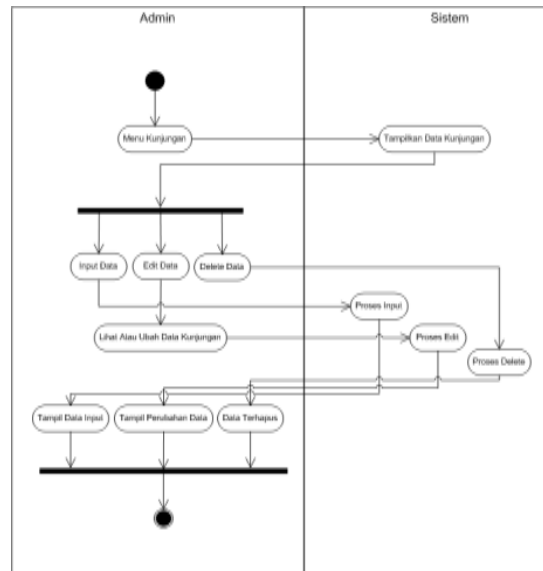 Admin
Sistem
Menu Kunjungan
Tampilkan Data Kunjungan
Input Data
Edit Data
Delete Data
Proses Input
Lihat Atau Ubah Data Kunjungan
Proses Edit
Proses Delete
Tampil Data Input
Tampil Perubahan Data
Data Terhapus